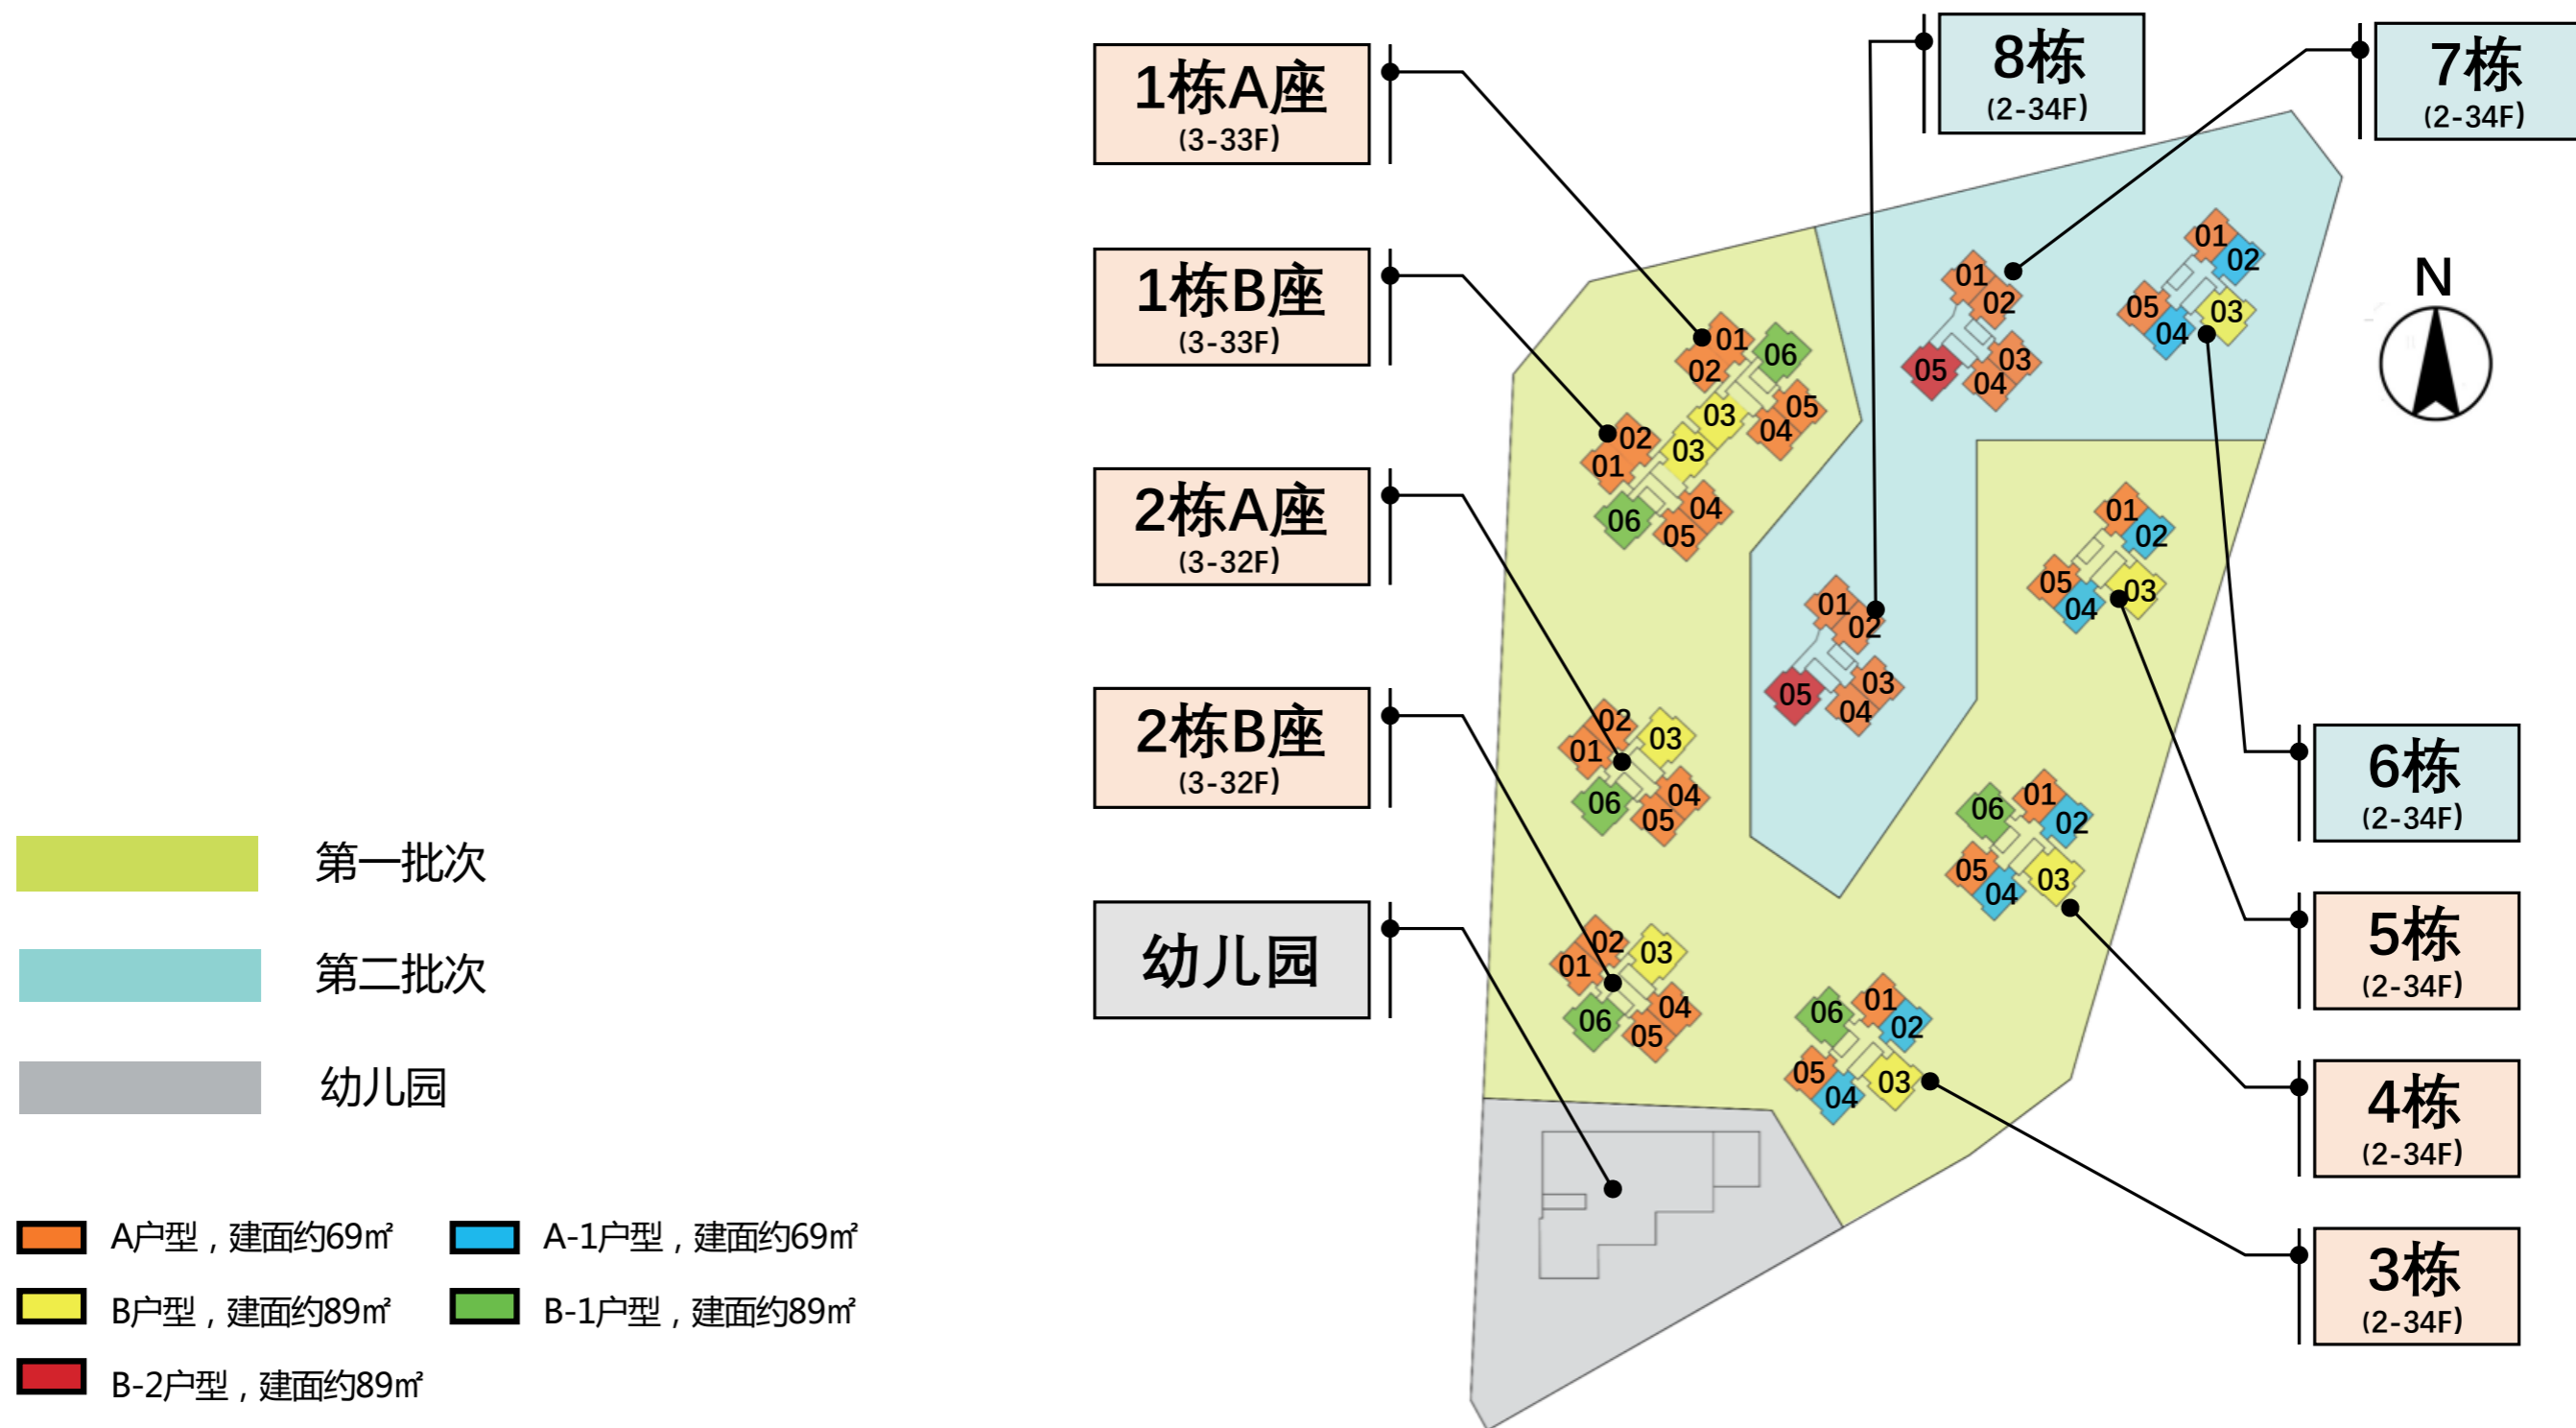 1栋A座
(3-33F)
8栋
(2-34F)
7栋
(2-34F)
1栋B座
(3-33F)
2栋A座
(3-32F)
2栋B座
(3-32F)
幼儿园
N
01
02
03
04
05
06
02
01
03
04
05
06
01
02
03
04
05
01
02
03
04
05
01
02
03
04
05
01
02
03
04
05
02
01
03
04
05
06
02
01
03
04
05
06
06
01
02
03
04
05
06
01
02
03
04
05
6栋
(2-34F)
5栋
(2-34F)
4栋
(2-34F)
3栋
(2-34F)
第一批次
第二批次
幼儿园
A户型，建面约69㎡
A-1户型，建面约69㎡
B户型，建面约89㎡
B-1户型，建面约89㎡
B-2户型，建面约89㎡